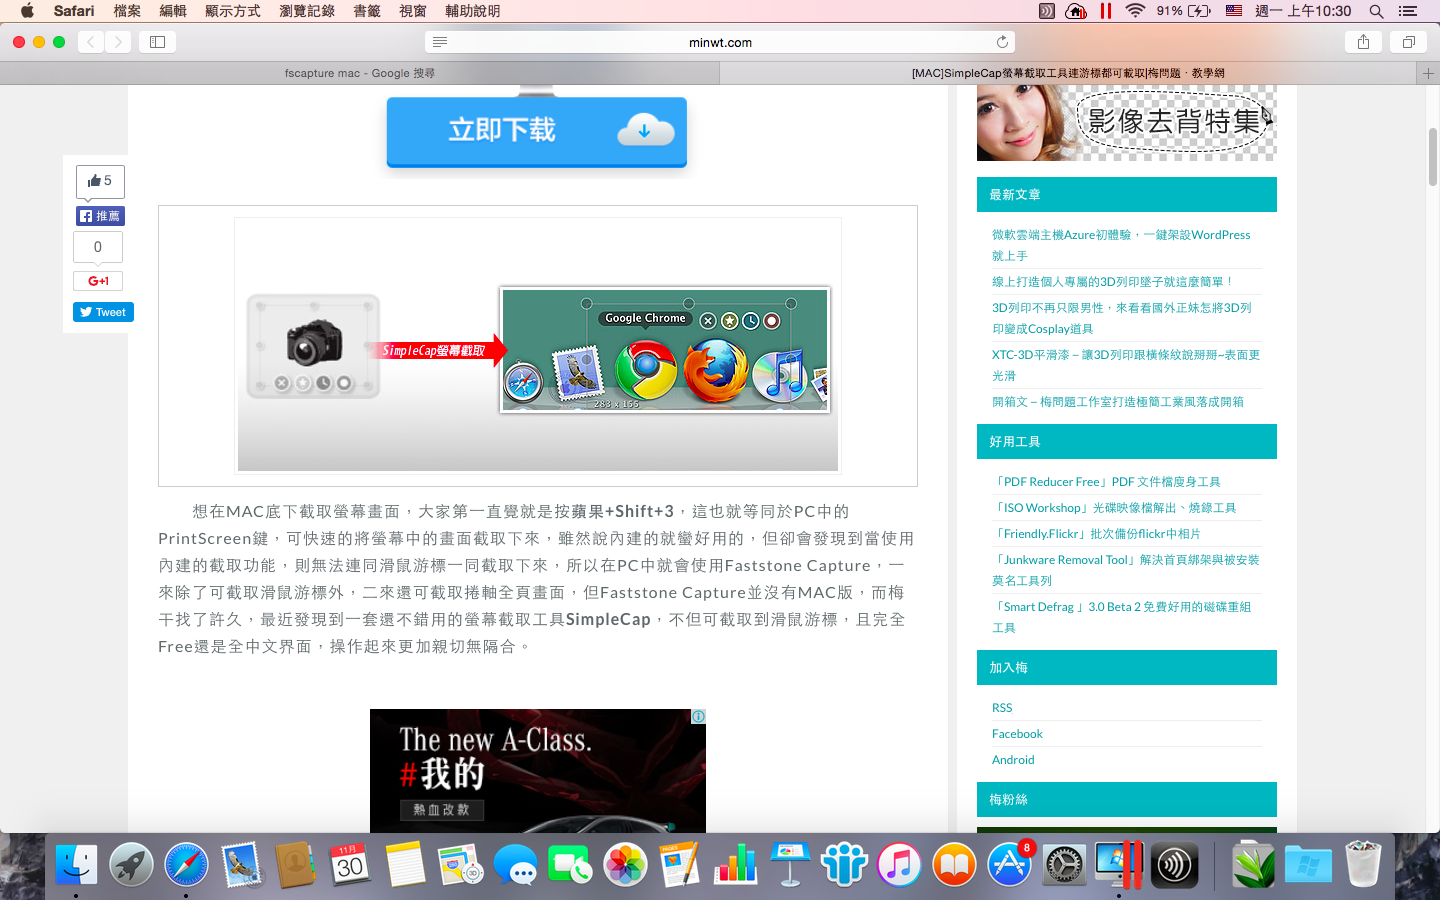 Safari 檔案 編輯 顯示方式 瀏覽記錄 書籤 視窗 輔助說明 91% 週一 上午10:30
minwt.com
fscapture mac - Google 搜尋
[MAC]SimpleCap螢幕截取工具連游標都可截取|梅問題・教學網
立即下载
影像去背特集
5
推薦
0
G+1
Tweet
SimpleCap螢幕截取
Google Chrome
283 x 165
想在MAC底下截取螢幕畫面，大家第一直覺就是按蘋果+Shift+3，這也就等同於PC中的
PrintScreen鍵，可快速的將螢幕中的畫面截取下來，雖然說內建的就蠻好用的，但卻會發現到當使用
內建的截取功能，則無法連同滑鼠游標一同截取下來，所以在PC中就會使用Faststone Capture，一
來除了可截取滑鼠游標外，二來還可截取捲軸全頁畫面，但Faststone Capture並沒有MAC版，而梅
干找了許久，最近發現到一套還不錯用的螢幕截取工具SimpleCap，不但可截取到滑鼠游標，且完全
Free還是全中文界面，操作起來更加親切無隔合。
The new A-Class.
#我的
熱血改款
最新文章
微軟雲端主機Azure初體驗，一鍵架設WordPress
就上手
線上打造個人專屬的3D列印墜子就這麼簡單！
3D列印不再只限男性，來看看國外正妹怎將3D列
印變成Cosplay道具
XTC-3D平滑漆 – 讓3D列印跟橫條紋說掰掰~表面更
光滑
開箱文 – 梅問題工作室打造極簡工業風落成開箱
好用工具
「PDF Reducer Free」PDF 文件檔廋身工具
「ISO Workshop」光碟映像檔解出、燒錄工具
「Friendly.Flickr」批次備份flickr中相片
「Junkware Removal Tool」解決首頁綁架與被安裝
莫名工具列
「Smart Defrag 」3.0 Beta 2 免費好用的磁碟重組
工具
加入梅
RSS
Facebook
Android
梅粉絲
11月
30
PAGES
8